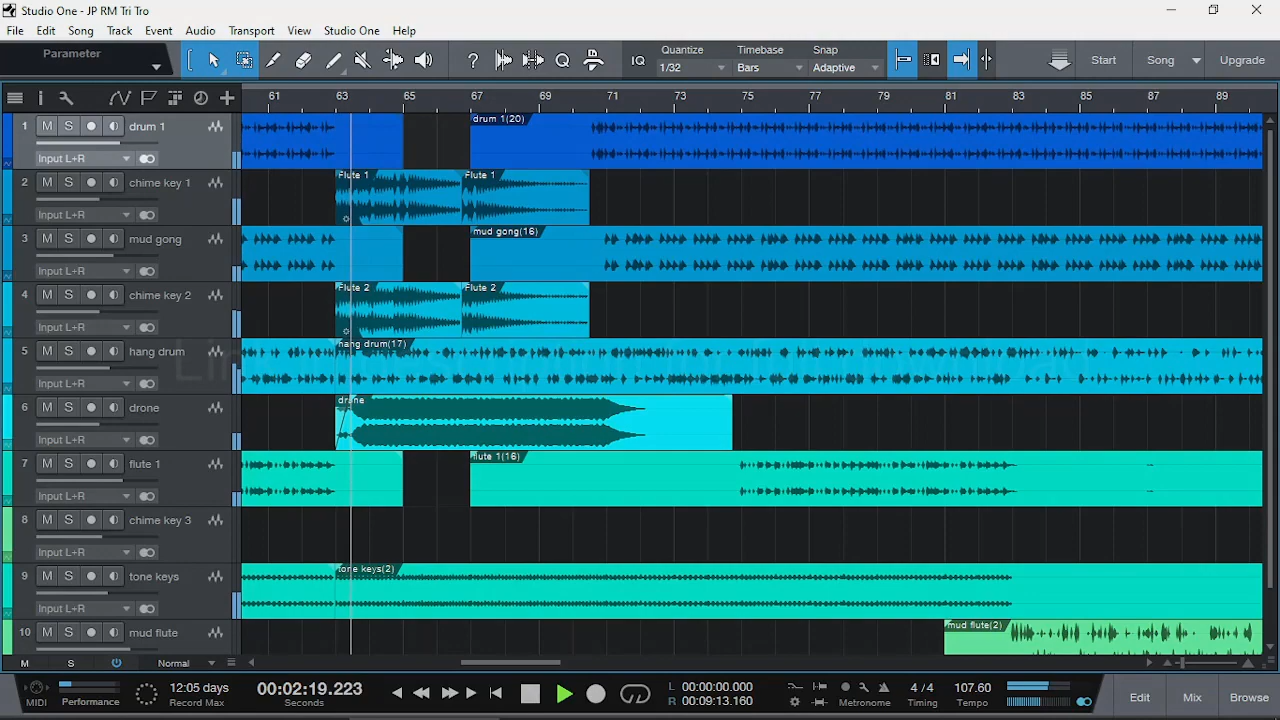 Studio One - JP RM Tri Tro
File Edit Song Track Event Audio Transport View Studio One Help
Parameter
? IQ Quantize 1/32 Timebase Bars Snap Adaptive Start Song Upgrade
61 63 65 67 69 71 73 75 77 79 81 83 85 87 89
1 M S drum 1 drum 1(20)
Input L+R
2 M S chime key 1 Flute 1 Flute 1
Input L+R
3 M S mud gong mud gong(16)
Input L+R
4 M S chime key 2 Flute 2 Flute 2
Input L+R
5 M S hang drum hang drum(17)
Input L+R
6 M S drone drone
Input L+R
7 M S flute 1 flute 1(16)
Input L+R
8 M S chime key 3
Input L+R
9 M S tone keys tone keys(2)
Input L+R
10 M S mud flute mud flute(2)
M S Normal
MIDI Performance
12:05 days
Record Max
00:02:19.223
Seconds
L 00:00:00.000
R 00:09:13.160
Metronome
4 / 4
Timing
107.60
Tempo
Edit Mix Browse